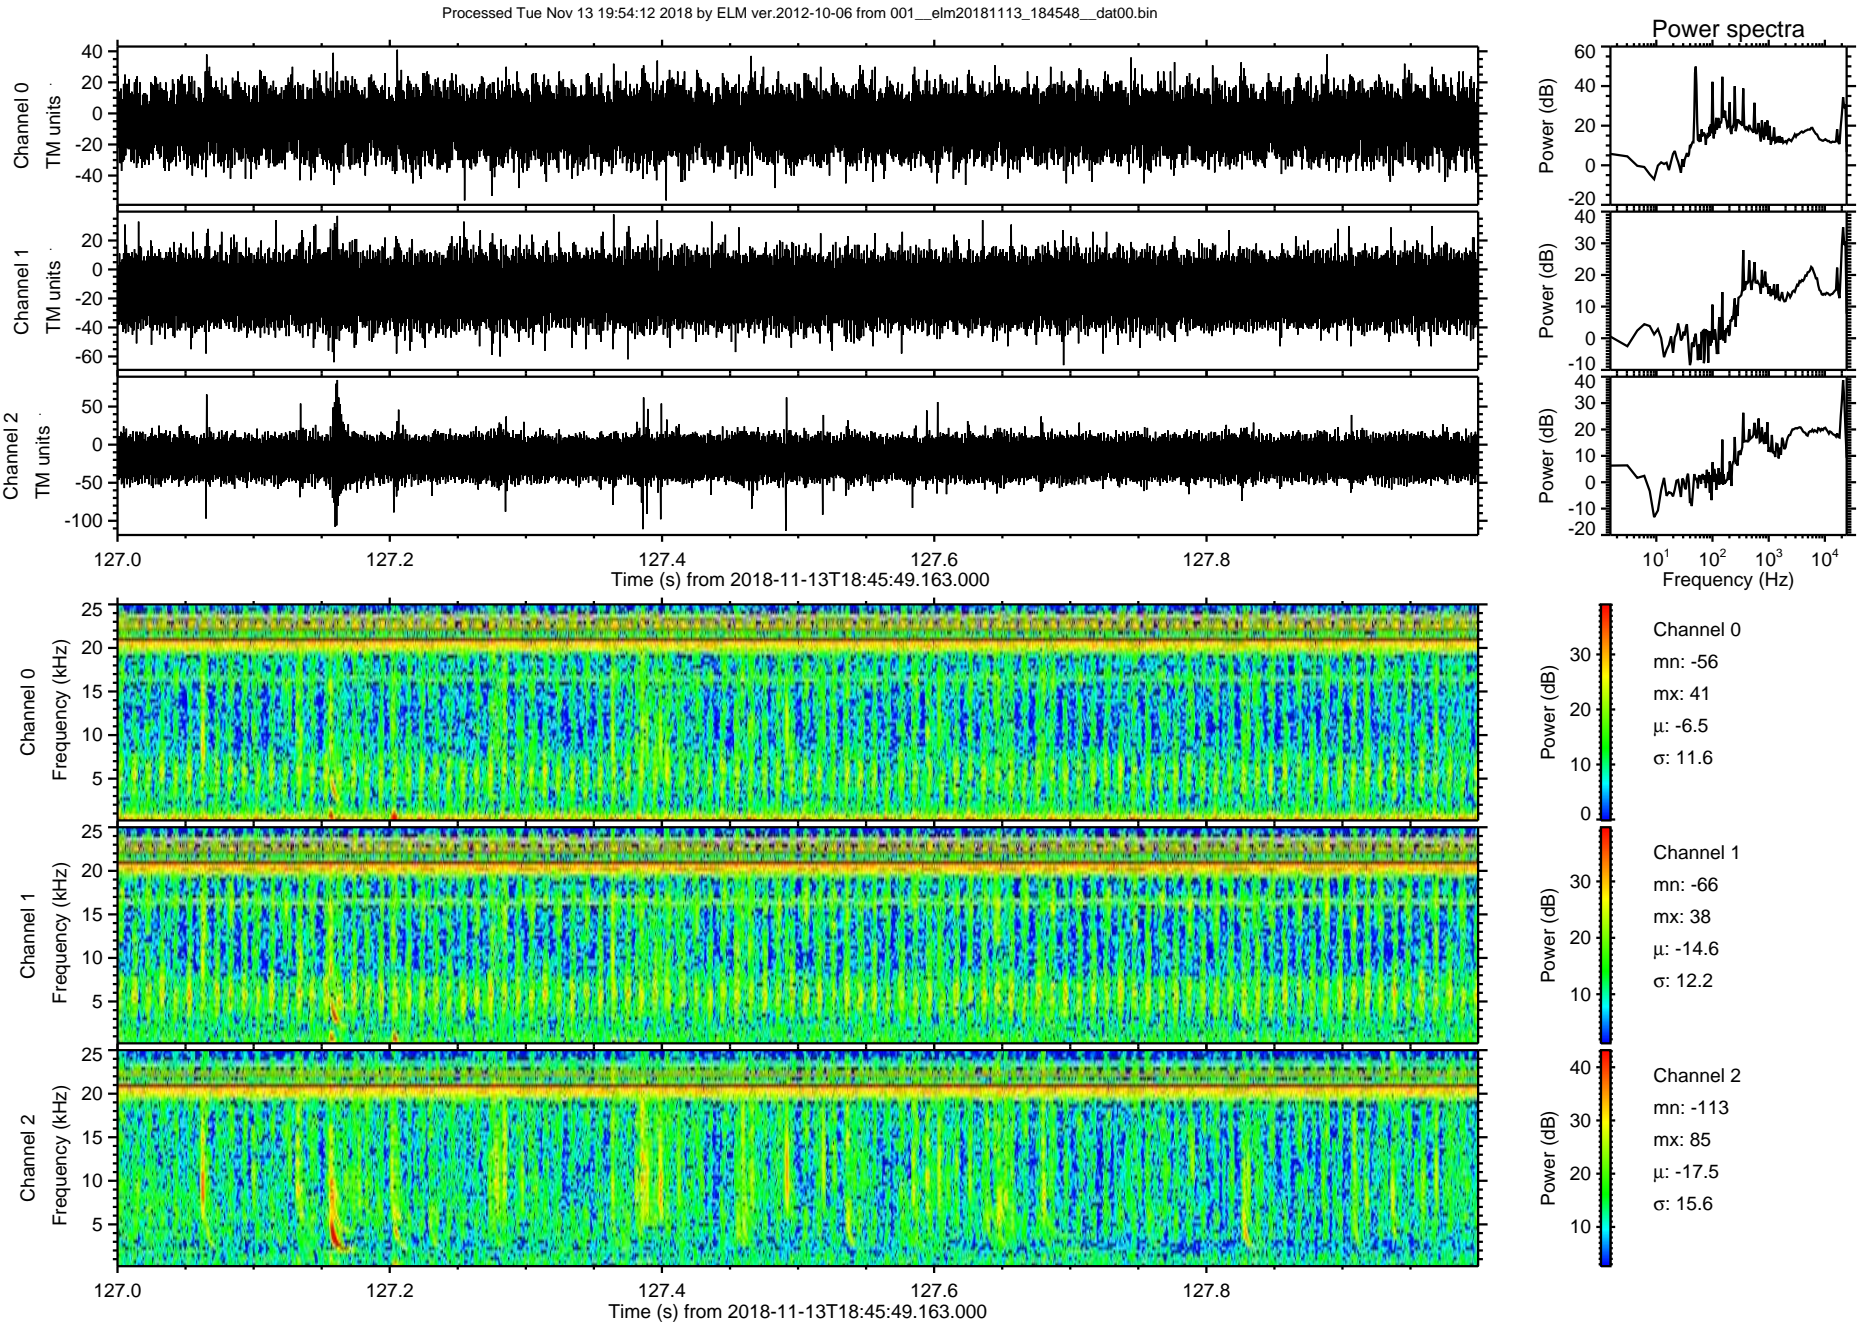 Processed Tue Nov 13 19:54:12 2018 by ELM ver.2012-10-06 from 001__elm20181113_184548__dat00.bin
Power spectra
Channel 0
TM units
40
20
0
-20
-40
Power (dB)
60
40
20
0
-20
Channel 1
TM units
20
0
-20
-40
-60
Power (dB)
40
30
20
10
0
-10
Channel 2
TM units
50
0
-50
-100
Power (dB)
40
30
20
10
0
-10
-20
127.0 127.2 127.4 127.6 127.8
Time (s) from 2018-11-13T18:45:49.163.000
10^1 10^2 10^3 10^4
Frequency (Hz)
Channel 0
Frequency (kHz)
25
20
15
10
5
Power (dB)
30
20
10
0
Channel 0
mn: -56
mx: 41
μ: -6.5
σ: 11.6
Channel 1
Frequency (kHz)
25
20
15
10
5
Power (dB)
30
20
10
Channel 1
mn: -66
mx: 38
μ: -14.6
σ: 12.2
Channel 2
Frequency (kHz)
25
20
15
10
5
Power (dB)
40
30
20
10
Channel 2
mn: -113
mx: 85
μ: -17.5
σ: 15.6
127.0 127.2 127.4 127.6 127.8
Time (s) from 2018-11-13T18:45:49.163.000